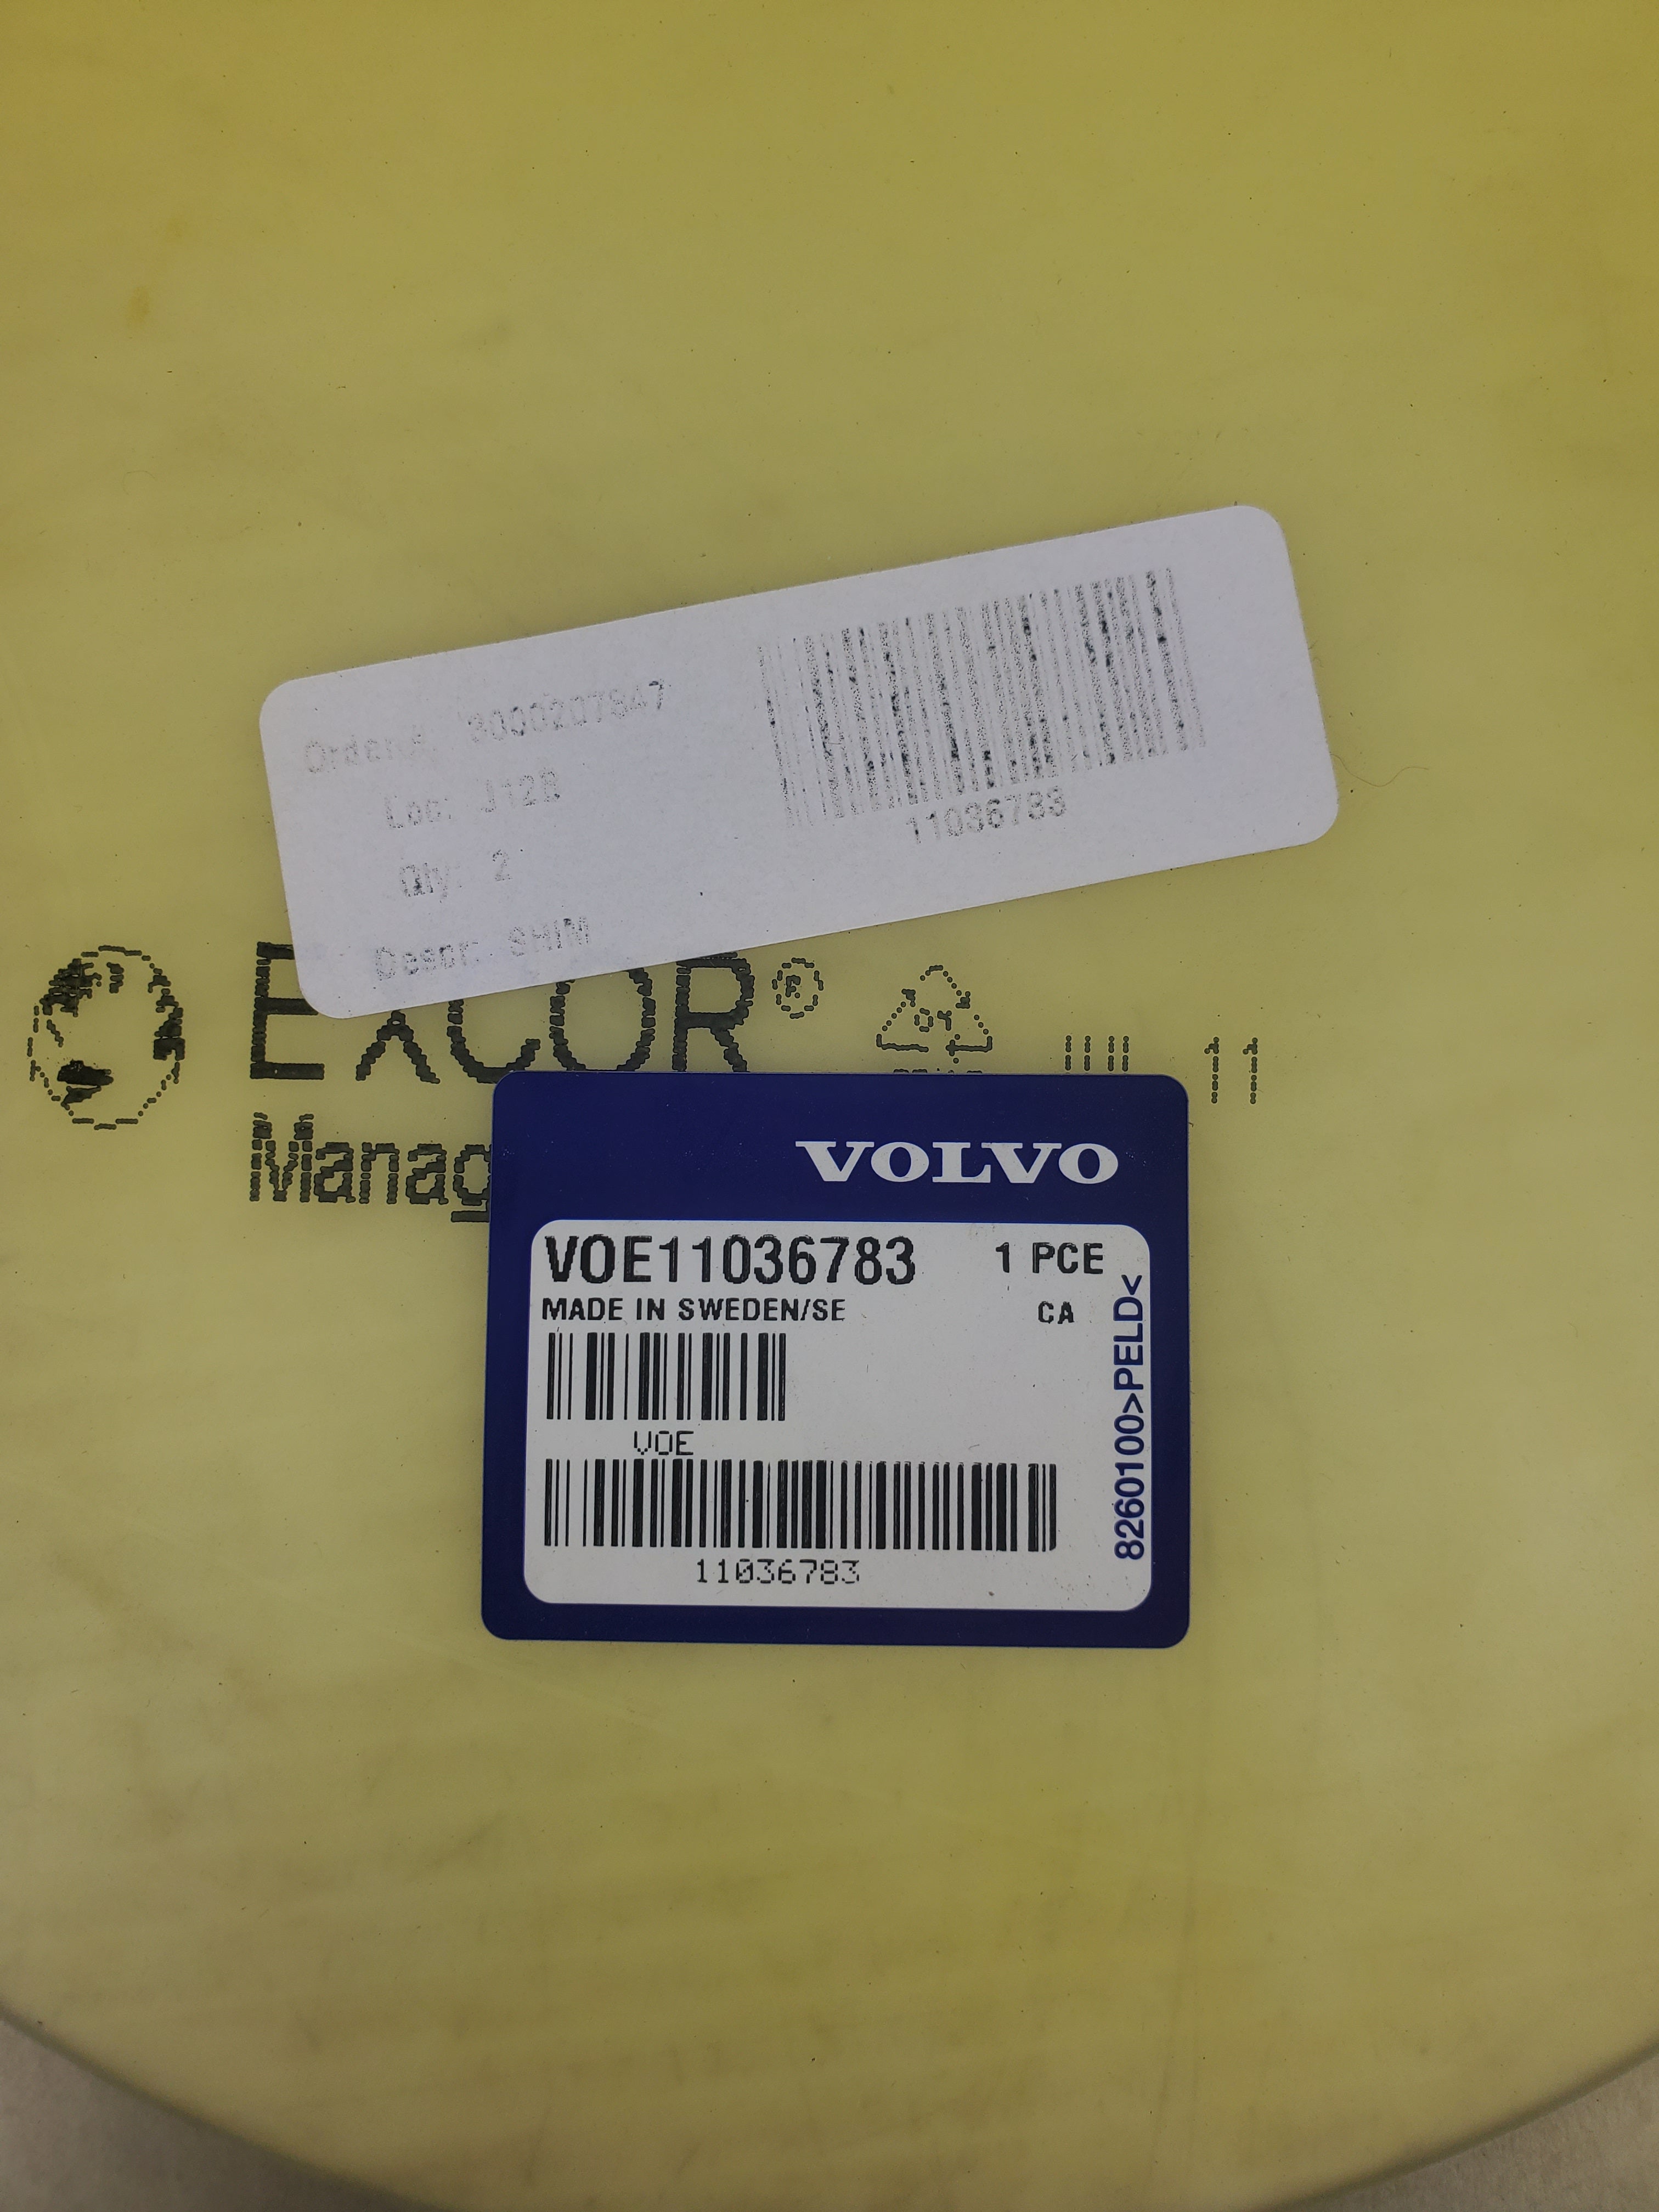 Order#: 3000207847
Loc: J12B
Qty: 2
Descr: SHIM
11036783
EXCOR®
VOLVO
VOE11036783 1 PCE
MADE IN SWEDEN/SE CA
VOE
11036783
8260100>PELD<